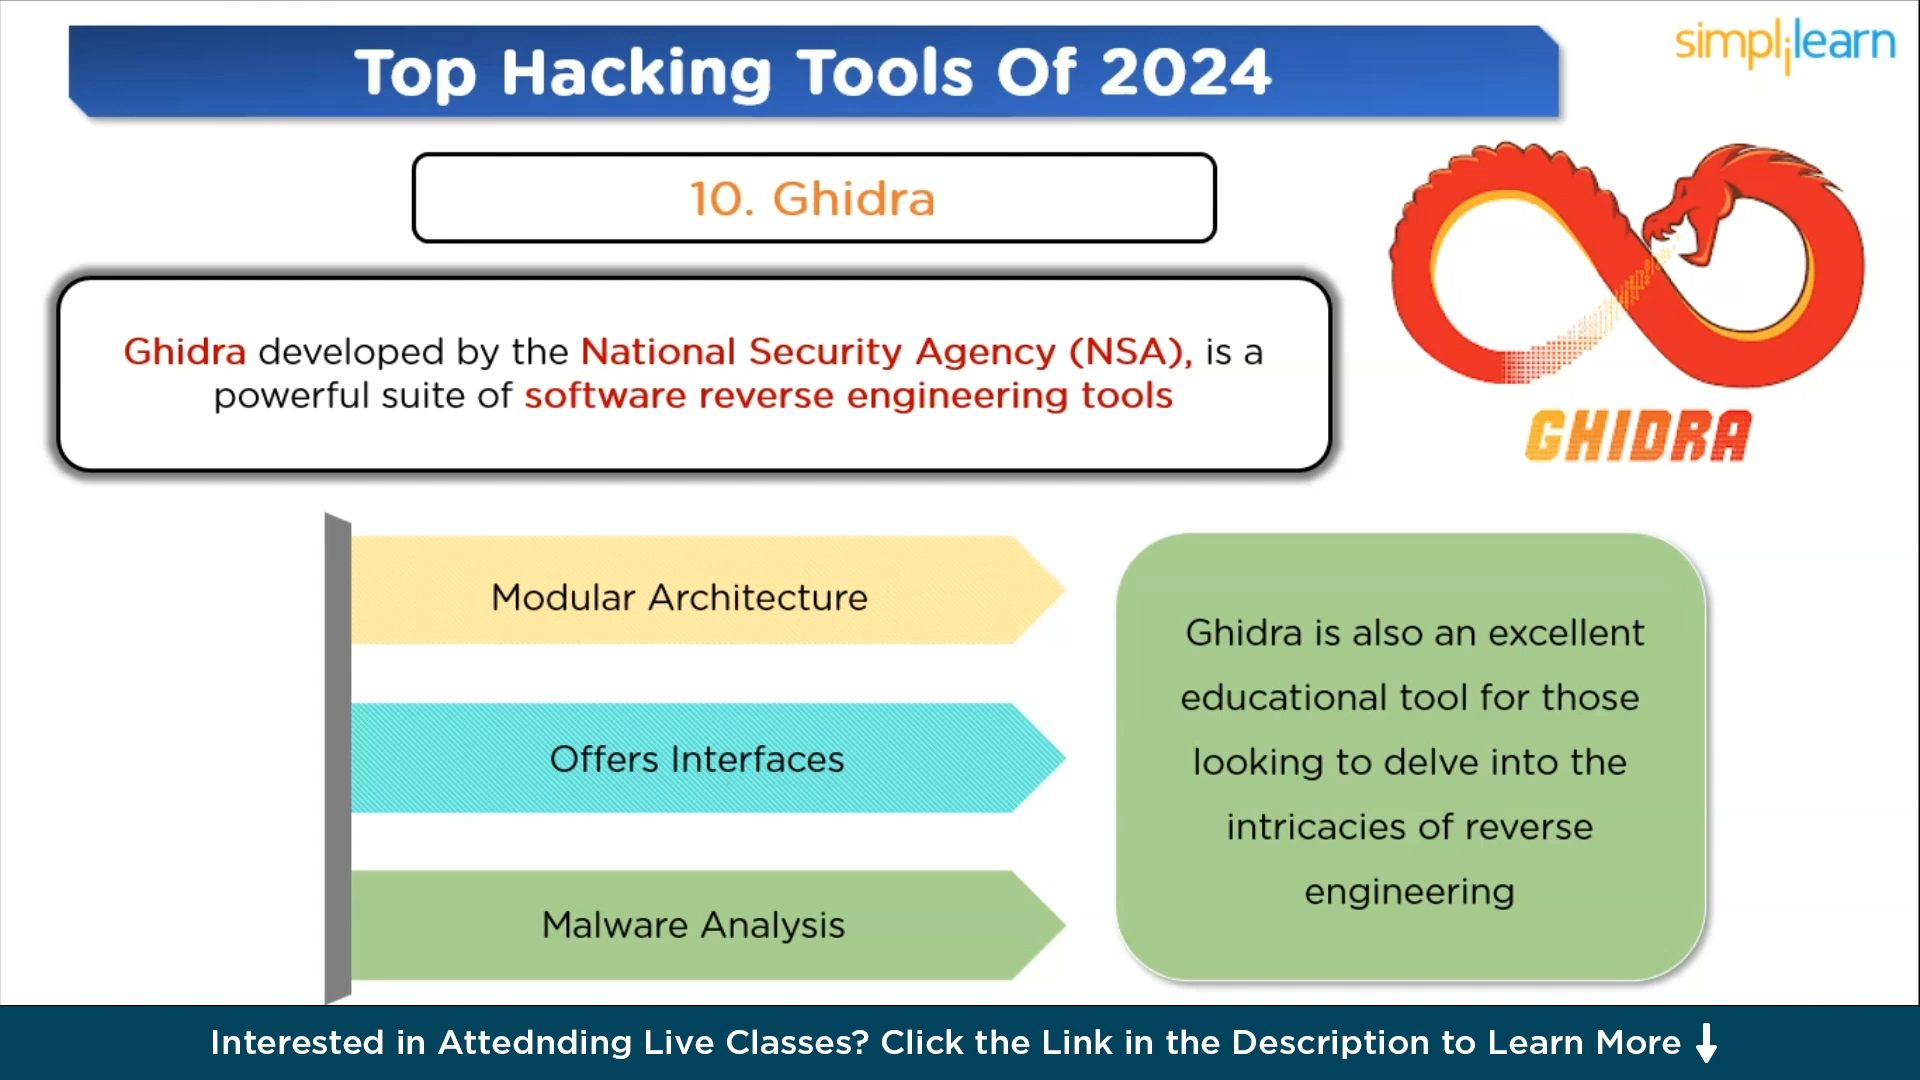 Top Hacking Tools Of 2024
simplilearn
10. Ghidra
Ghidra developed by the National Security Agency (NSA), is a
powerful suite of software reverse engineering tools
GHIDRA
Modular Architecture
Offers Interfaces
Malware Analysis
Ghidra is also an excellent
educational tool for those
looking to delve into the
intricacies of reverse
engineering
Interested in Attednding Live Classes? Click the Link in the Description to Learn More